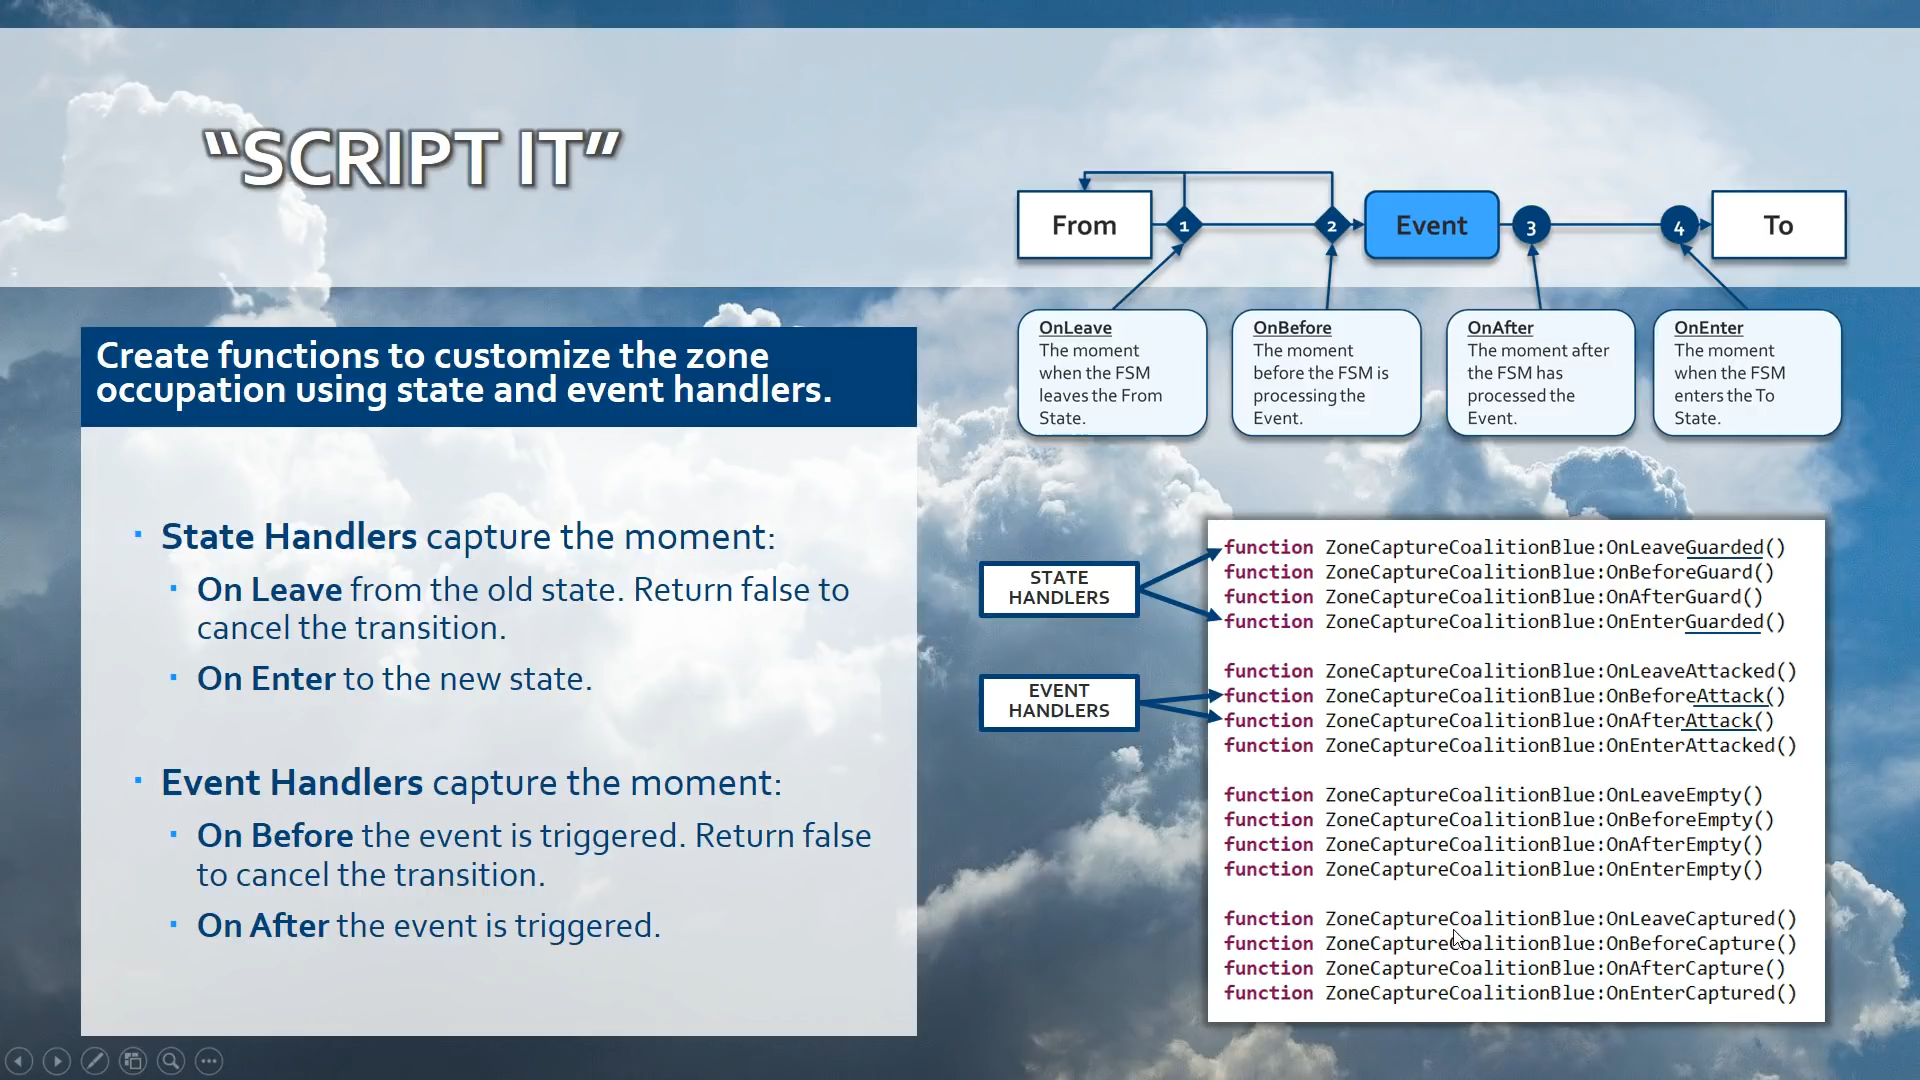 “SCRIPT IT”
From
1
2
Event
3
4
To
OnLeave
The moment
when the FSM
leaves the From
State.
OnBefore
The moment
before the FSM is
processing the
Event.
OnAfter
The moment after
the FSM has
processed the
Event.
OnEnter
The moment
when the FSM
enters the To
State.
Create functions to customize the zone
occupation using state and event handlers.
▪ State Handlers capture the moment:
▪ On Leave from the old state. Return false to
cancel the transition.
▪ On Enter to the new state.
▪ Event Handlers capture the moment:
▪ On Before the event is triggered. Return false
to cancel the transition.
▪ On After the event is triggered.
STATE
HANDLERS
EVENT
HANDLERS
function ZoneCaptureCoalitionBlue:OnLeaveGuarded()
function ZoneCaptureCoalitionBlue:OnBeforeGuard()
function ZoneCaptureCoalitionBlue:OnAfterGuard()
function ZoneCaptureCoalitionBlue:OnEnterGuarded()
function ZoneCaptureCoalitionBlue:OnLeaveAttacked()
function ZoneCaptureCoalitionBlue:OnBeforeAttack()
function ZoneCaptureCoalitionBlue:OnAfterAttack()
function ZoneCaptureCoalitionBlue:OnEnterAttacked()
function ZoneCaptureCoalitionBlue:OnLeaveEmpty()
function ZoneCaptureCoalitionBlue:OnBeforeEmpty()
function ZoneCaptureCoalitionBlue:OnAfterEmpty()
function ZoneCaptureCoalitionBlue:OnEnterEmpty()
function ZoneCaptureCoalitionBlue:OnLeaveCaptured()
function ZoneCaptureCoalitionBlue:OnBeforeCapture()
function ZoneCaptureCoalitionBlue:OnAfterCapture()
function ZoneCaptureCoalitionBlue:OnEnterCaptured()